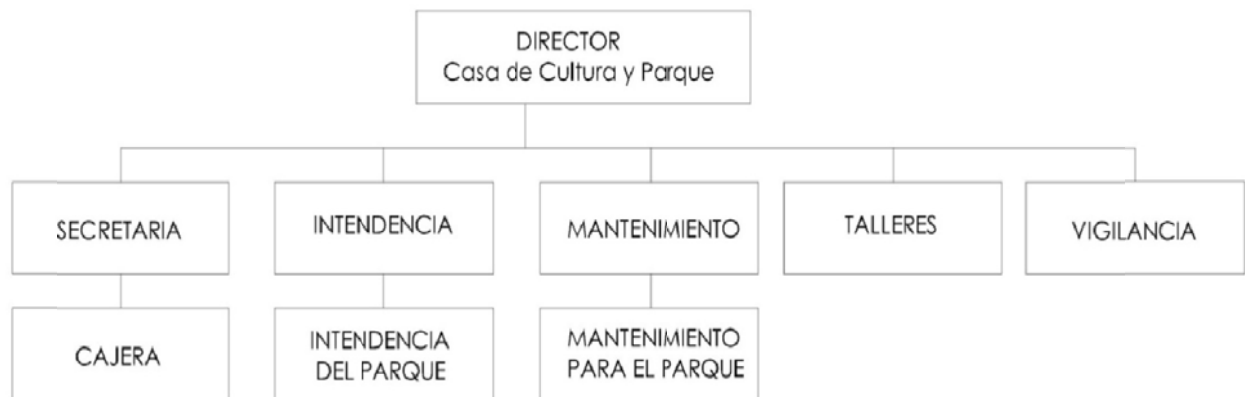 DIRECTOR
Casa de Cultura y Parque
SECRETARIA
INTENDENCIA
MANTENIMIENTO
TALLERES
VIGILANCIA
CAJERA
INTENDENCIA
DEL PARQUE
MANTENIMIENTO
PARA EL PARQUE